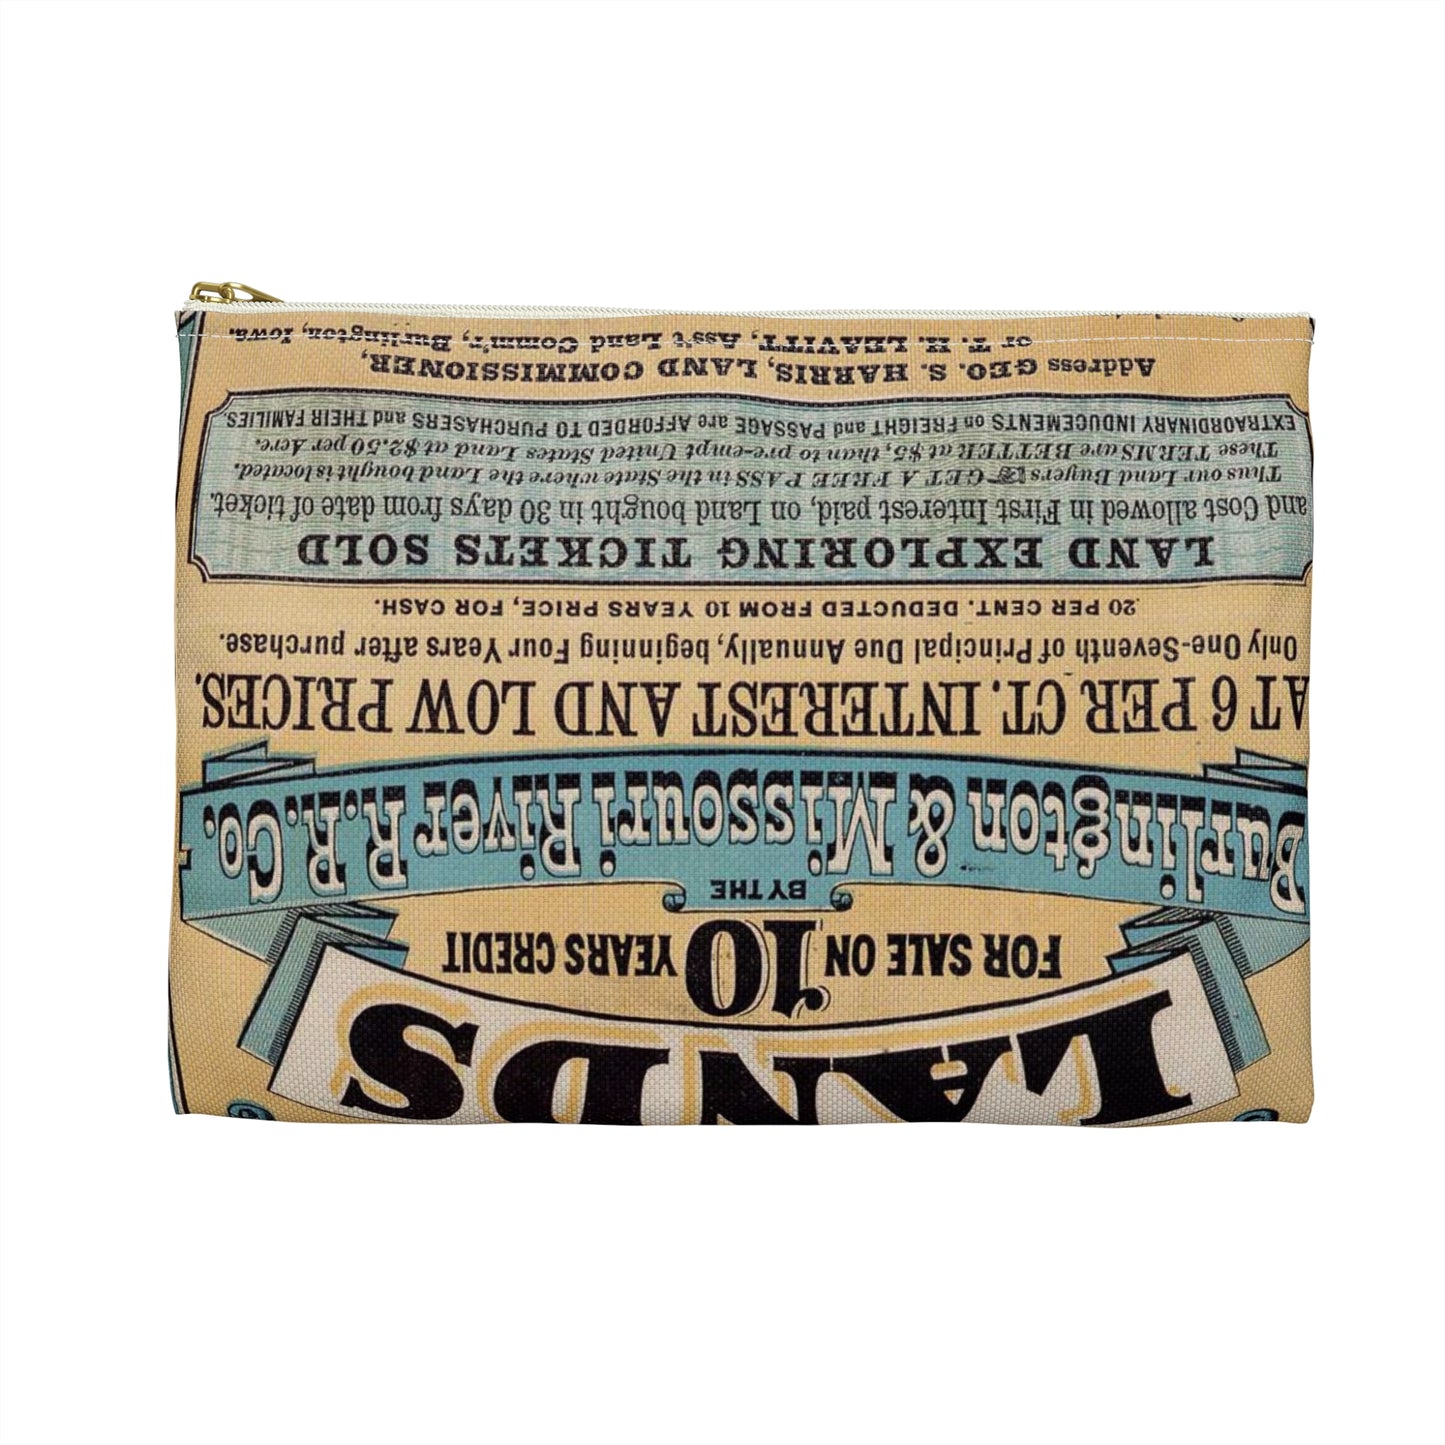 LANDS
FOR SALE ON 10 YEARS CREDIT
BY THE
Burlington & Missouri River R.R.Co.
AT 6 PER CT. INTEREST AND LOW PRICES.
Only One-Seventh of Principal Due Annually, beginning Four Years after purchase.
20 PER CENT. DEDUCTED FROM 10 YEARS PRICE, FOR CASH.
LAND EXPLORING TICKETS SOLD
and Cost allowed in First Interest paid, on Land bought in 30 days from date of ticket.
Thus our Land Buyers GET A FREE PASS in the State where the Land bought is located.
These TERMS are BETTER at $5, than to pre-empt United States Land at $2.50 per Acre.
EXTRAORDINARY INDUCEMENTS on FREIGHT and PASSAGE are AFFORDED TO PURCHASERS and THEIR FAMILIES.
Address GEO. S. HARRIS, LAND COMMISSIONER,
or T. H. LEAVITT, Ass't Land Comm'r, Burlington, Iowa.